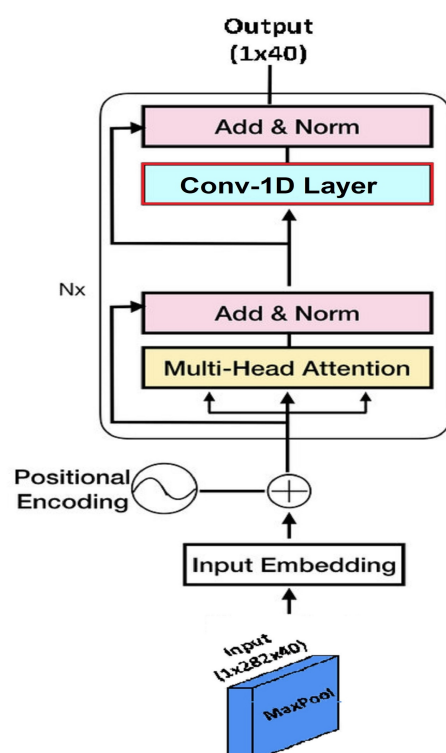 Output
(1x40)
Add & Norm
Conv-1D Layer
Nx
Add & Norm
Multi-Head Attention
Positional
Encoding
Input Embedding
Input
(1x282x40)
MaxPool